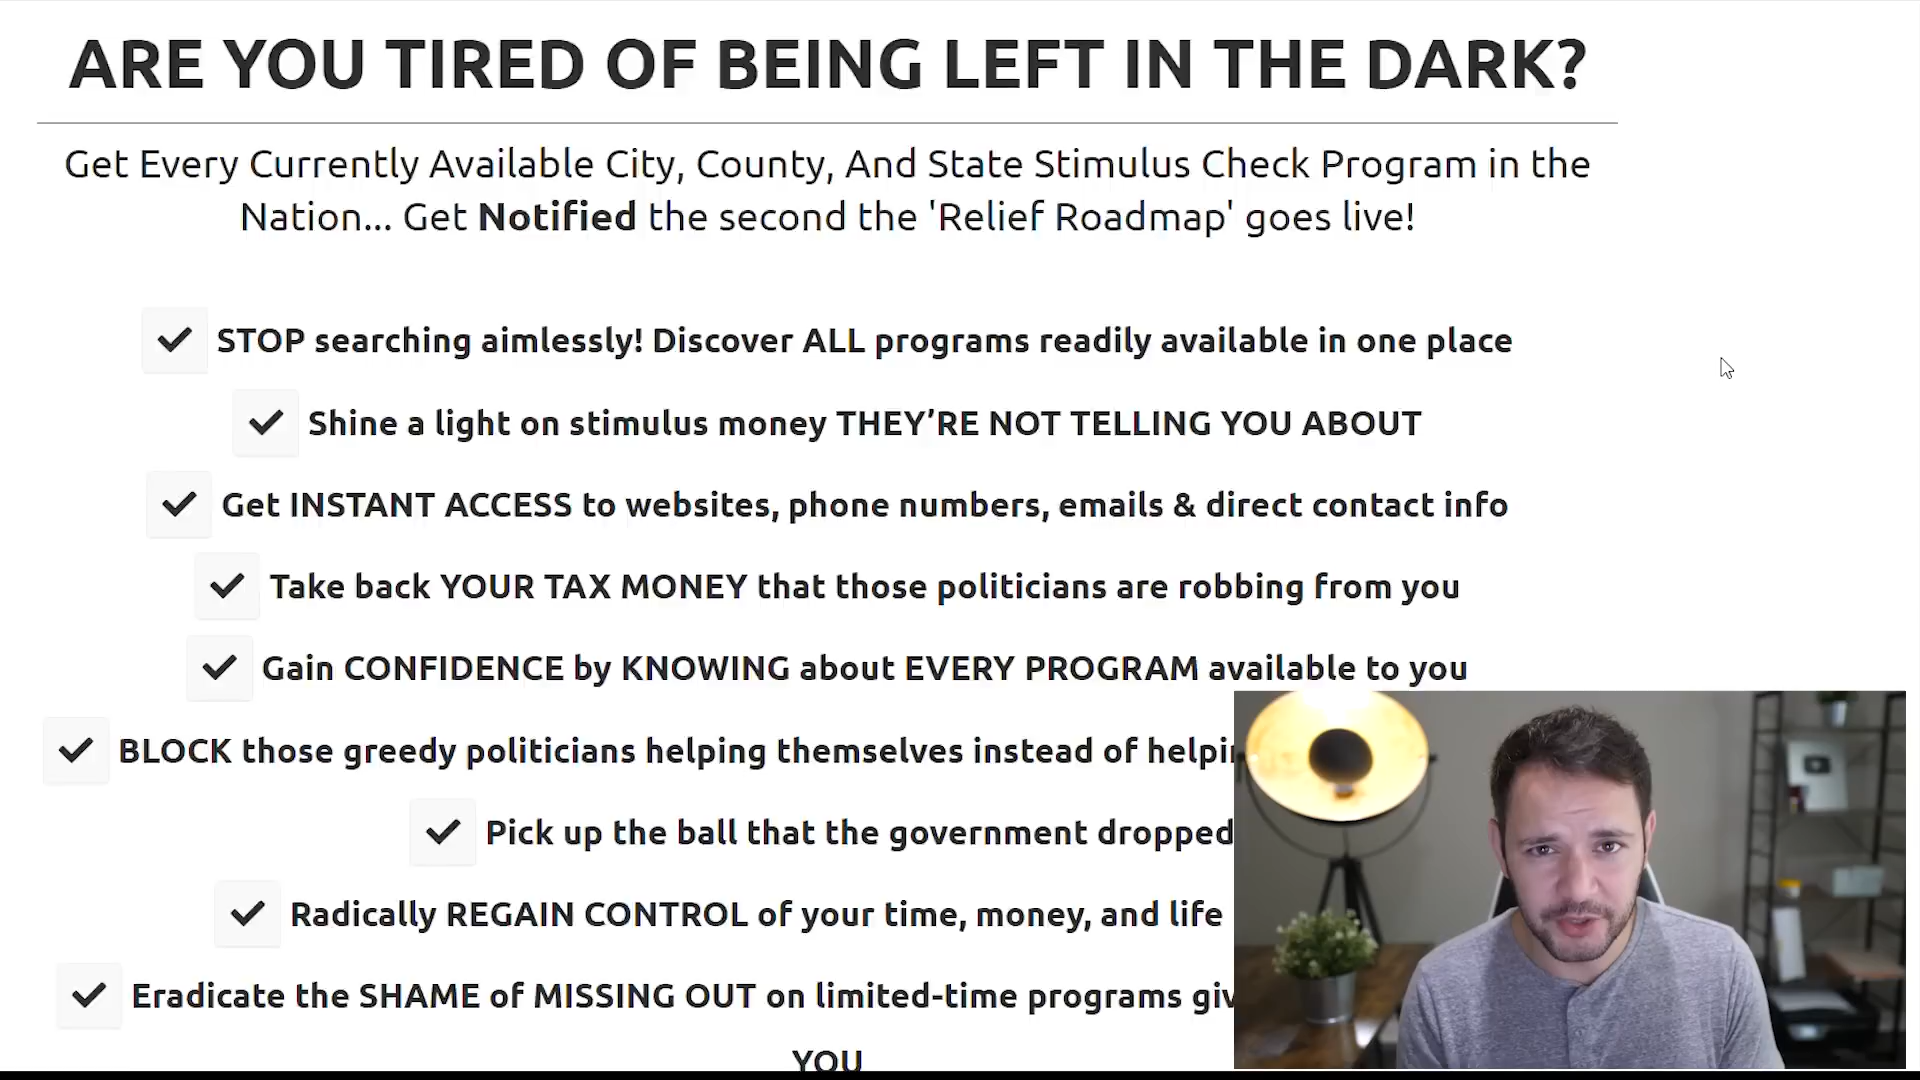 ARE YOU TIRED OF BEING LEFT IN THE DARK?
Get Every Currently Available City, County, And State Stimulus Check Program in the
Nation... Get Notified the second the 'Relief Roadmap' goes live!
STOP searching aimlessly! Discover ALL programs readily available in one place
Shine a light on stimulus money THEY’RE NOT TELLING YOU ABOUT
Get INSTANT ACCESS to websites, phone numbers, emails & direct contact info
Take back YOUR TAX MONEY that those politicians are robbing from you
Gain CONFIDENCE by KNOWING about EVERY PROGRAM available to you
BLOCK those greedy politicians helping themselves instead of
Pick up the ball that the government dropped
Radically REGAIN CONTROL of your time, money, and life
Eradicate the SHAME of MISSING OUT on limited-time programs
YOU